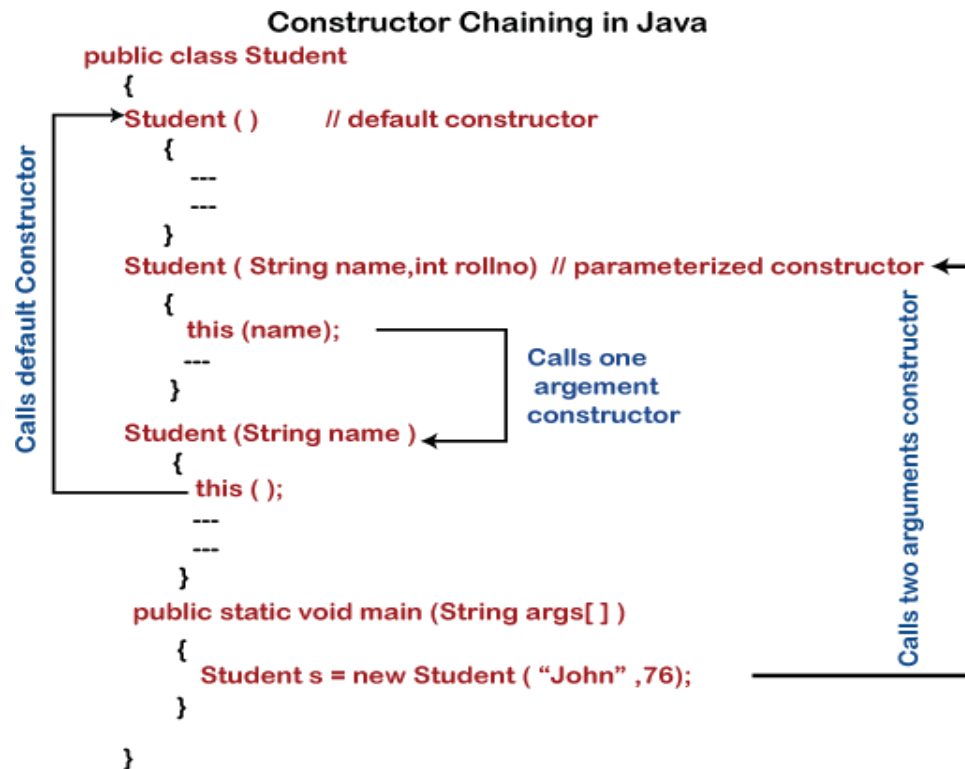 Constructor Chaining in Java
public class Student
{
Student ( ) // default constructor
{
---
---
}
Student ( String name,int rollno) // parameterized constructor
{
this (name);
---
}
Student (String name )
{
this ( );
---
---
}
public static void main (String args[ ] )
{
Student s = new Student ( “John” ,76);
}
}
Calls default Constructor
Calls one
argement
constructor
Calls two arguments constructor